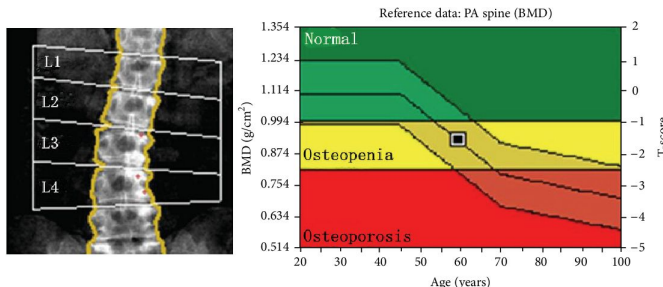 L1
L2
L3
L4
Reference data: PA spine (BMD)
Normal
Osteopenia
Osteoporosis
BMD (g/cm²)
1.354
1.234
1.114
0.994
0.874
0.754
0.634
0.514
T-score
2
1
0
−1
−2
−3
−4
−5
20 30 40 50 60 70 80 90 100
Age (years)